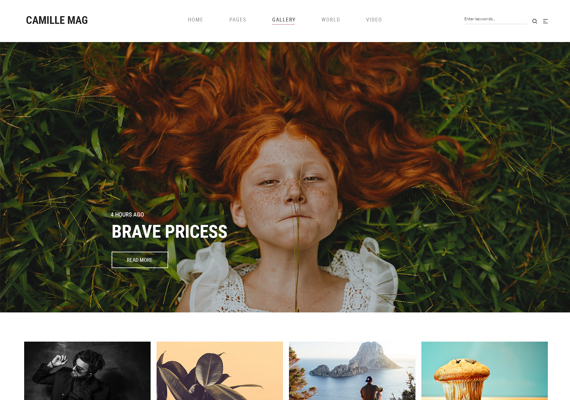 CAMILLE MAG
HOME PAGES GALLERY WORLD VIDEO
Enter keywords...
4 HOURS AGO
BRAVE PRICESS
READ MORE